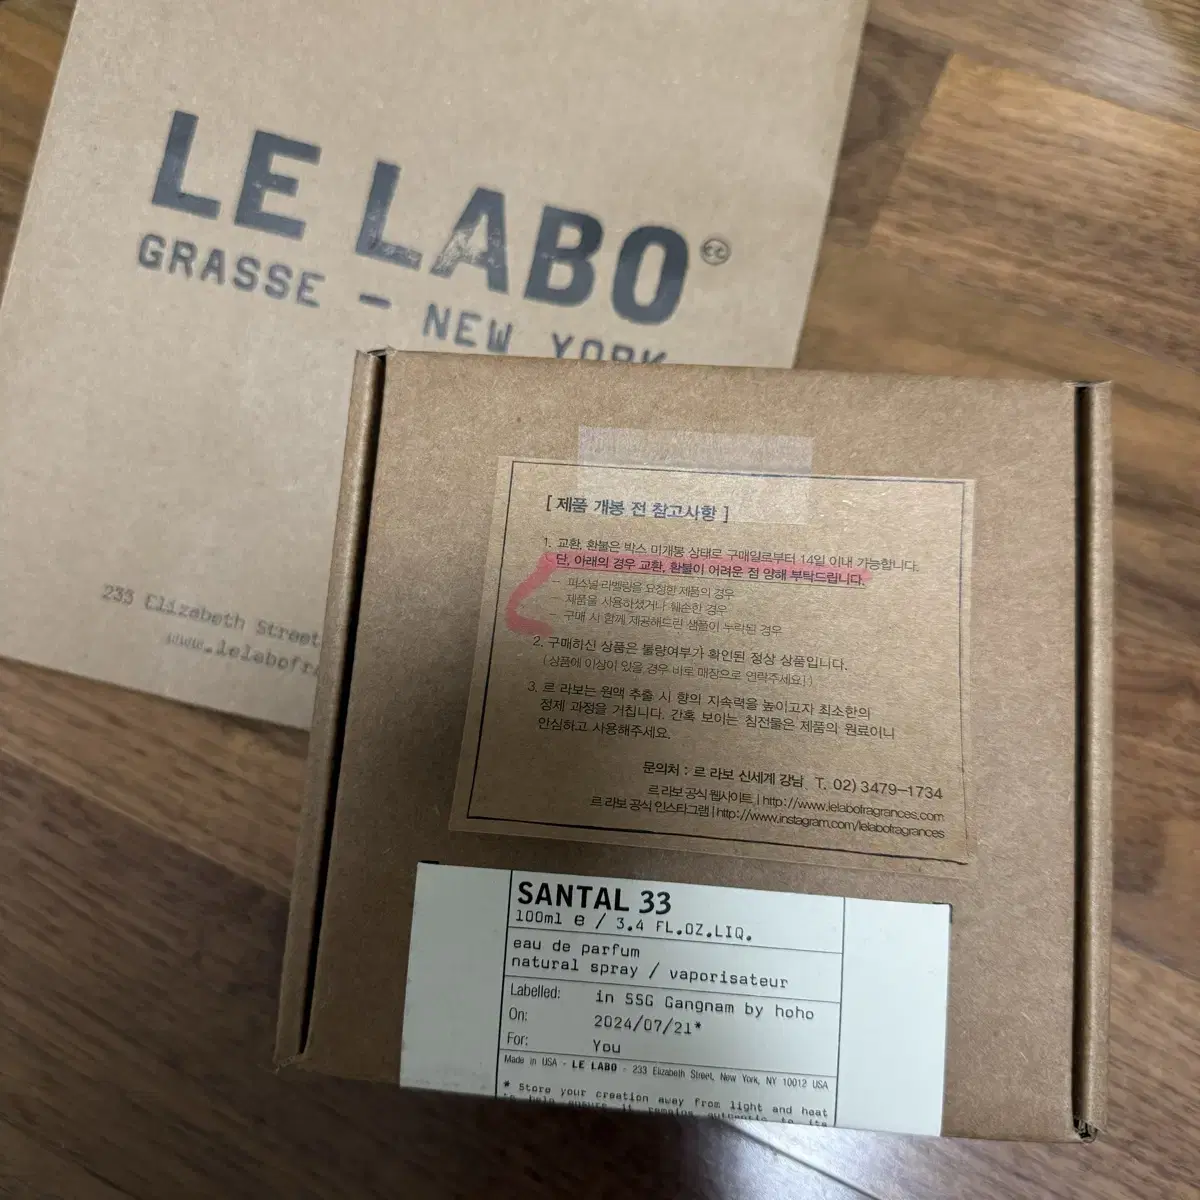 LE LABO
GRASSE - NEW YORK
233 Elizabeth Street
[ 제품 개봉 전 참고사항 ]
1. 교환, 환불은 박스 미개봉 상태로 구매일로부터 14일 이내 가능합니다.
단, 아래의 경우 교환, 환불이 어려운 점 양해 부탁드립니다.
- 퍼스널 라벨링을 요청한 제품의 경우
- 제품을 사용하셨거나 훼손한 경우
- 구매 시 함께 제공해드린 샘플이 누락된 경우
2. 구매하신 상품은 불량여부가 확인된 정상 상품입니다.
( 상품에 이상이 있을 경우 바로 매장으로 연락주세요! )
3. 르 라보는 원액 추출 시 향의 지속력을 높이고자 최소한의
정제 과정을 거칩니다. 간혹 보이는 침전물은 제품의 원료이니
안심하고 사용해주세요.
문의처 : 르 라보 신세계 강남 T. 02) 3479-1734
르 라보 공식 웹사이트 | http://www.lelabofragrances.com
르 라보 공식 인스타그램 | http://www.instagram.com/lelabofragrances
SANTAL 33
100ml e / 3.4 FL.OZ.LIQ.
eau de parfum
natural spray / vaporisateur
Labelled: in SSG Gangnam by hoho
On: 2024/07/21*
For: You
Made in USA - LE LABO - 233 Elizabeth Street, New York, NY 10012 USA
* Store your creation away from light and heat